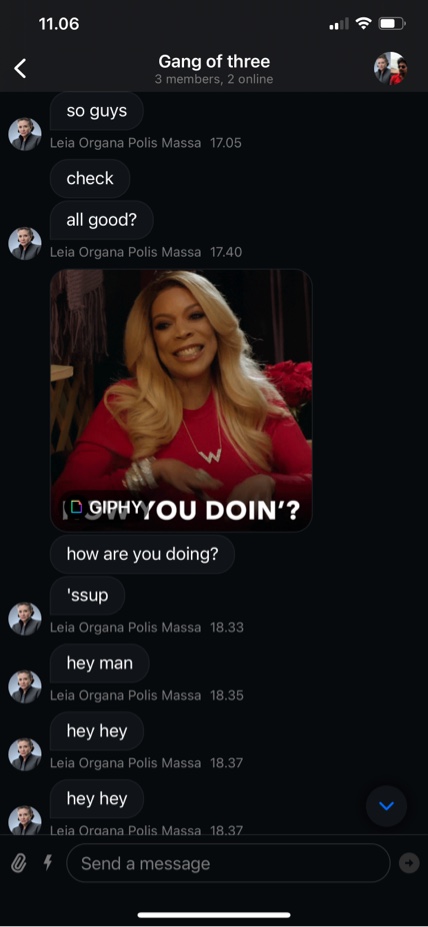 11.06
Gang of three
3 members, 2 online
so guys
Leia Organa Polis Massa 17.05
check
all good?
Leia Organa Polis Massa 17.40
W
GIPHY YOU DOIN'?
how are you doing?
'ssup
Leia Organa Polis Massa 18.33
hey man
Leia Organa Polis Massa 18.35
hey hey
Leia Organa Polis Massa 18.37
hey hey
Leia Organa Polis Massa 18.37
Send a message